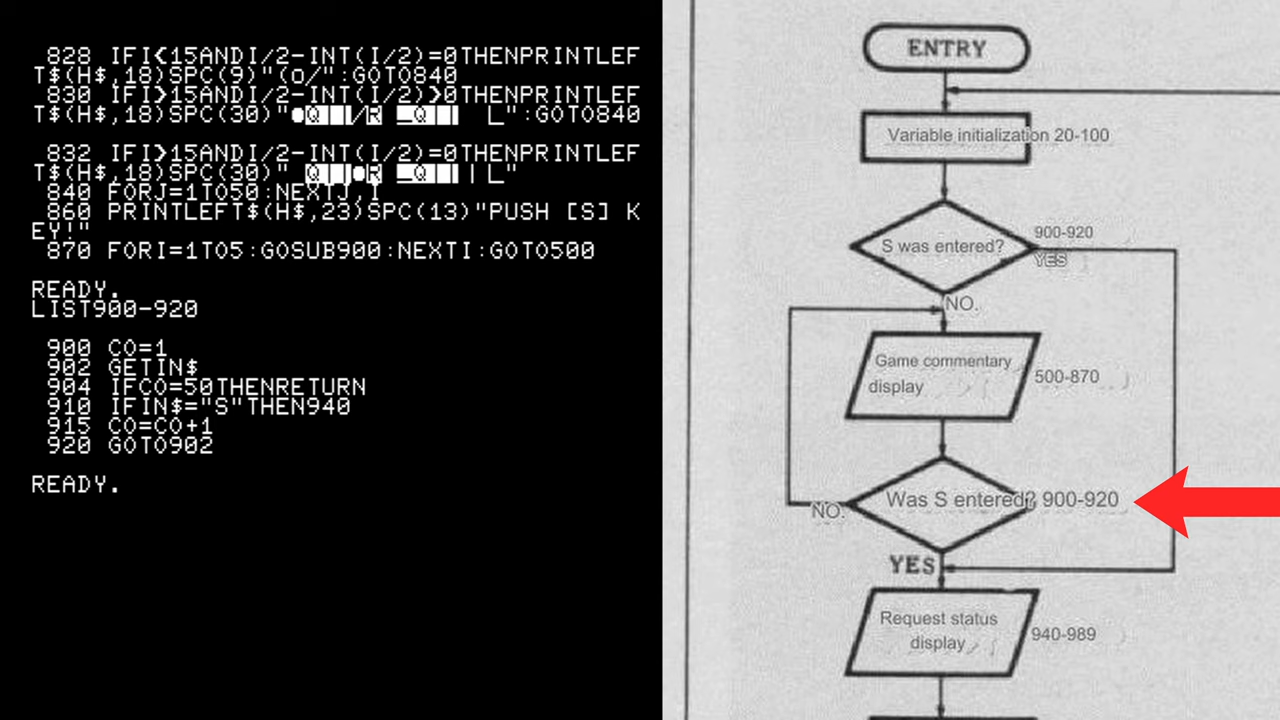 828 IFI<15ANDI/2-INT(I/2)=0THENPRINTLEF
T$(H$,18)SPC(9)"(o/":GOTO840
830 IFI>15ANDI/2-INT(I/2)>0THENPRINTLEF
T$(H$,18)SPC(30)"●Q /R _Q L":GOTO840
832 IFI>15ANDI/2-INT(I/2)=0THENPRINTLEF
T$(H$,18)SPC(30)" Q ●R _Q | L"
840 FORJ=1TO50:NEXTJ,I
860 PRINTLEFT$(H$,23)SPC(13)"PUSH [S] K
EY!"
870 FORI=1TO5:GOSUB900:NEXTI:GOTO500
READY.
LIST900-920
900 CO=1
902 GETIN$
904 IFCO=50THENRETURN
910 IFIN$="S"THEN940
915 CO=CO+1
920 GOTO902
READY.
ENTRY
Variable initialization 20-100
S was entered?
900-920
YES
NO.
Game commentary
display
500-870
Was S entered? 900-920
NO.
YES
Request status
display
940-989